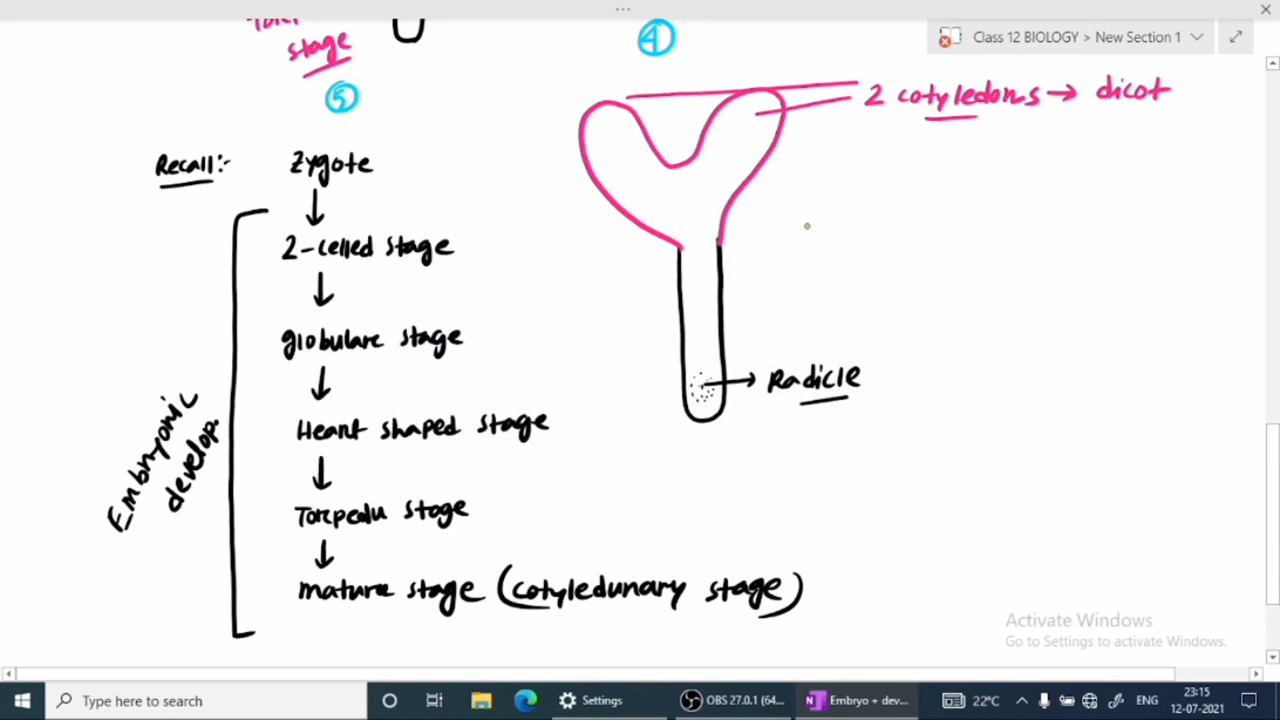 stage
4
Class 12 BIOLOGY > New Section 1
5
2 cotyledons → dicot
Recall:-
Zygote
↓
2-celled stage
↓
globular stage
↓
Heart shaped stage
↓
Torpedu stage
↓
mature stage (cotyledunary stage)
Embryonic
develop.
→ Radicle
Activate Windows
Go to Settings to activate Windows.
Type here to search
Settings
OBS 27.0.1 (64...
Embryo + dev...
22°C
ENG
23:15
12-07-2021